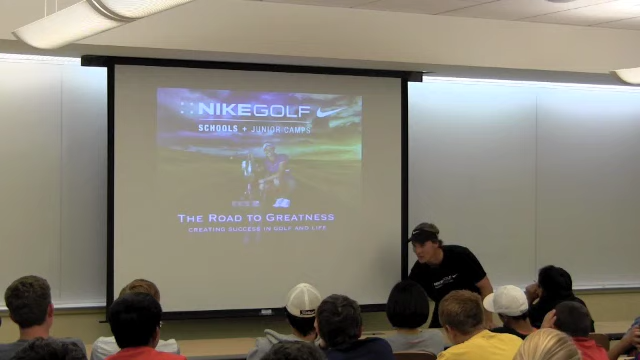 NIKEGOLF
SCHOOLS + JUNIOR CAMPS
THE ROAD TO GREATNESS
CREATING SUCCESS IN GOLF AND LIFE